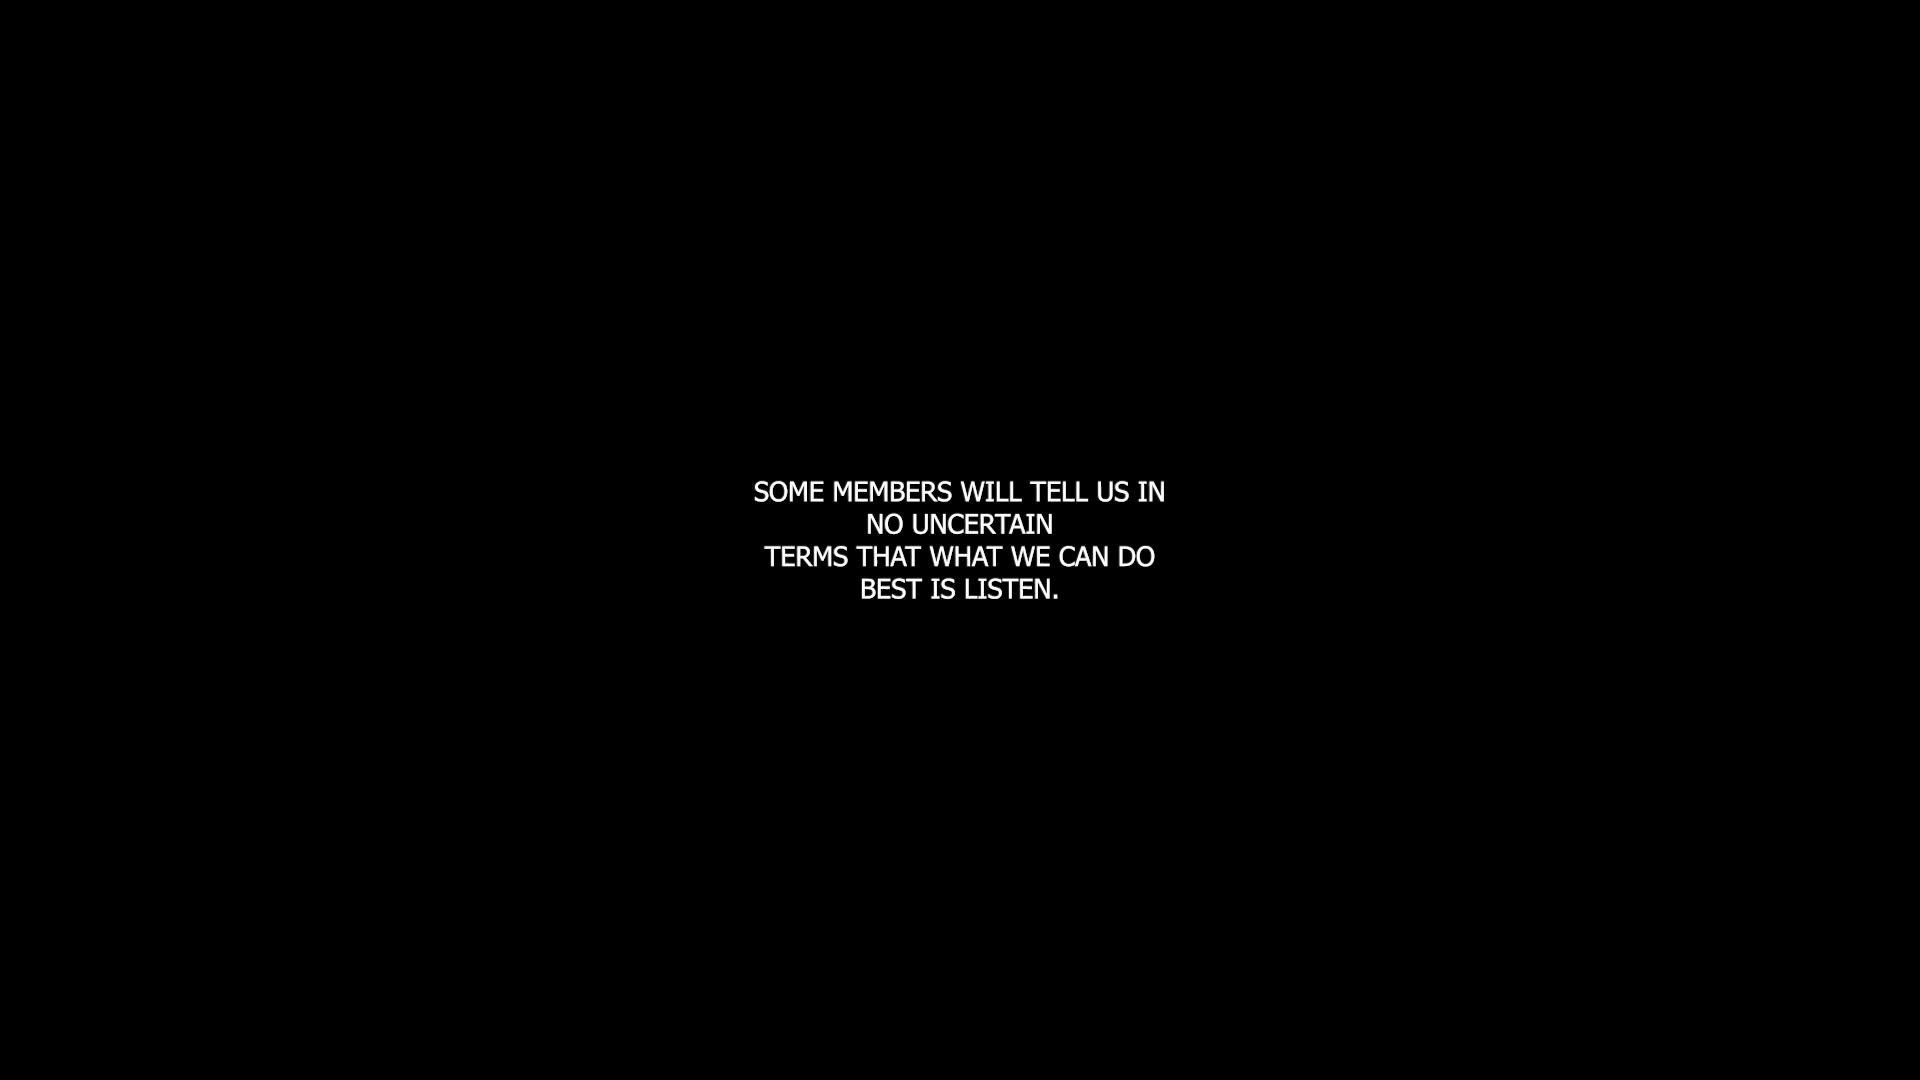 SOME MEMBERS WILL TELL US IN
NO UNCERTAIN
TERMS THAT WHAT WE CAN DO
BEST IS LISTEN.